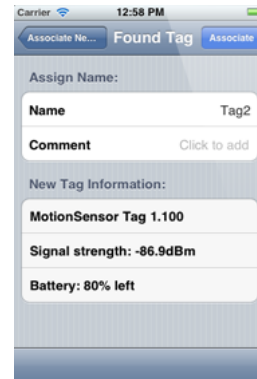 Carrier 12:58 PM
Associate Ne... Found Tag Associate
Assign Name:
Name Tag2
Comment Click to add
New Tag Information:
MotionSensor Tag 1.100
Signal strength: -86.9dBm
Battery: 80% left